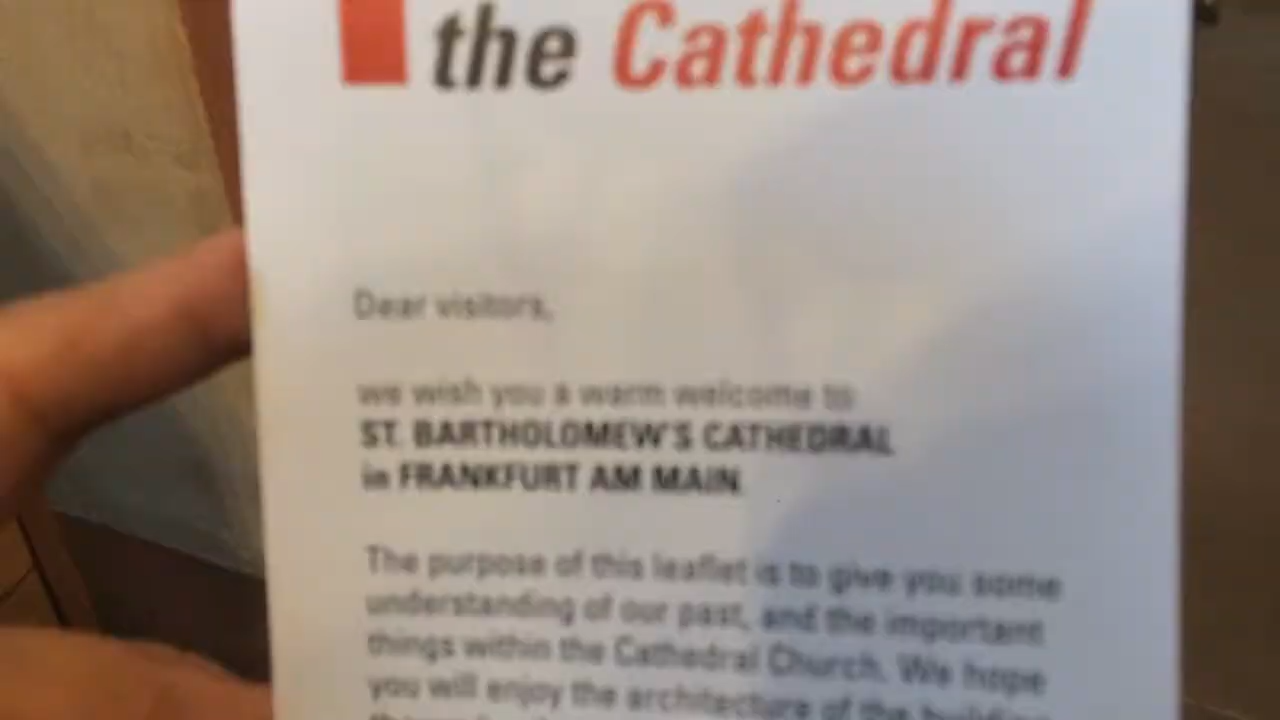 the Cathedral
Dear visitors,
we wish you a warm welcome to
ST. BARTHOLOMEW'S CATHEDRAL
in FRANKFURT AM MAIN
The purpose of this leaflet is to give you some
understanding of our past, and the important
things within the Cathedral Church. We hope
you will enjoy the architecture of the building